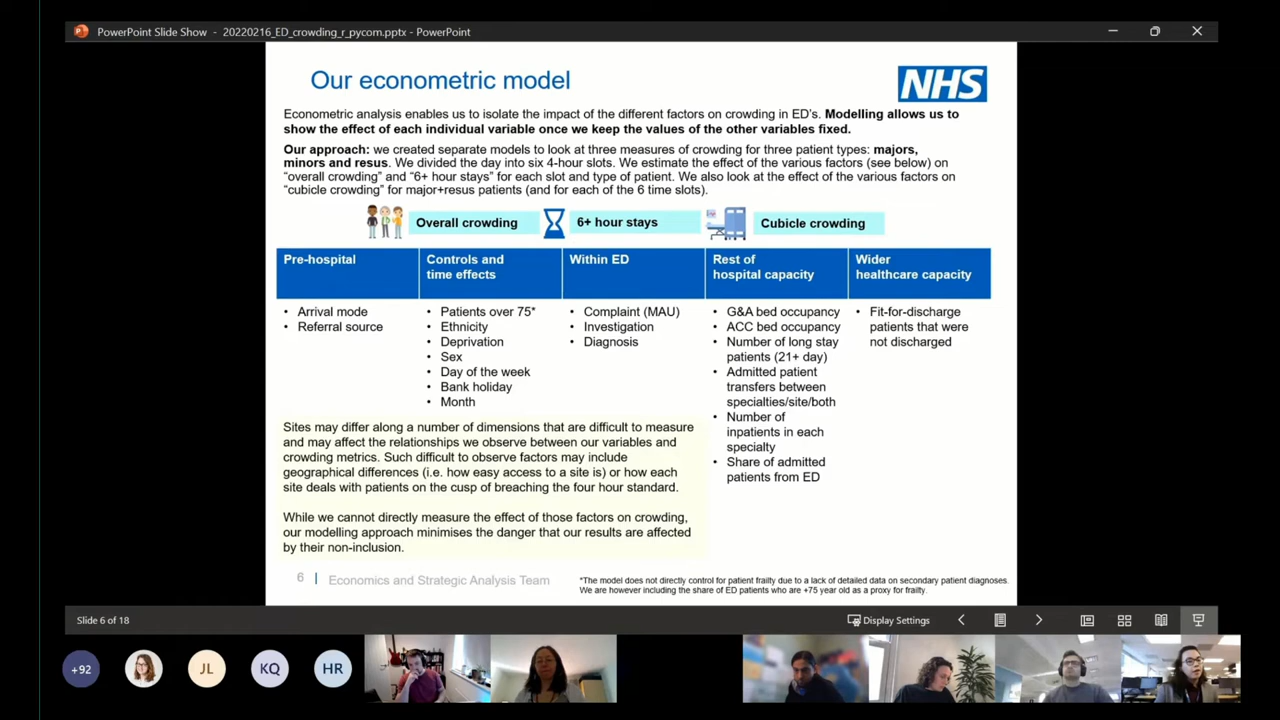 PowerPoint Slide Show - 20220216_ED_crowding_r_pycom.pptx - PowerPoint
Our econometric model
NHS
Econometric analysis enables us to isolate the impact of the different factors on crowding in ED's. Modelling allows us to
show the effect of each individual variable once we keep the values of the other variables fixed.
Our approach: we created separate models to look at three measures of crowding for three patient types: majors,
minors and resus. We divided the day into six 4-hour slots. We estimate the effect of the various factors (see below) on
“overall crowding” and “6+ hour stays” for each slot and type of patient. We also look at the effect of the various factors on
“cubicle crowding” for major+resus patients (and for each of the 6 time slots).
Overall crowding
6+ hour stays
Cubicle crowding
Pre-hospital
• Arrival mode
• Referral source
Controls and
time effects
• Patients over 75*
• Ethnicity
• Deprivation
• Sex
• Day of the week
• Bank holiday
• Month
Within ED
• Complaint (MAU)
• Investigation
• Diagnosis
Rest of
hospital capacity
• G&A bed occupancy
• ACC bed occupancy
• Number of long stay
patients (21+ day)
• Admitted patient
transfers between
specialties/site/both
• Number of
inpatients in each
specialty
• Share of admitted
patients from ED
Wider
healthcare capacity
• Fit-for-discharge
patients that were
not discharged
Sites may differ along a number of dimensions that are difficult to measure
and may affect the relationships we observe between our variables and
crowding metrics. Such difficult to observe factors may include
geographical differences (i.e. how easy access to a site is) or how each
site deals with patients on the cusp of breaching the four hour standard.
While we cannot directly measure the effect of those factors on crowding,
our modelling approach minimises the danger that our results are affected
by their non-inclusion.
6 | Economics and Strategic Analysis Team
*The model does not directly control for patient frailty due to a lack of detailed data on secondary patient diagnoses.
We are however including the share of ED patients who are +75 year old as a proxy for frailty.
Slide 6 of 18
Display Settings
+92
JL
KQ
HR